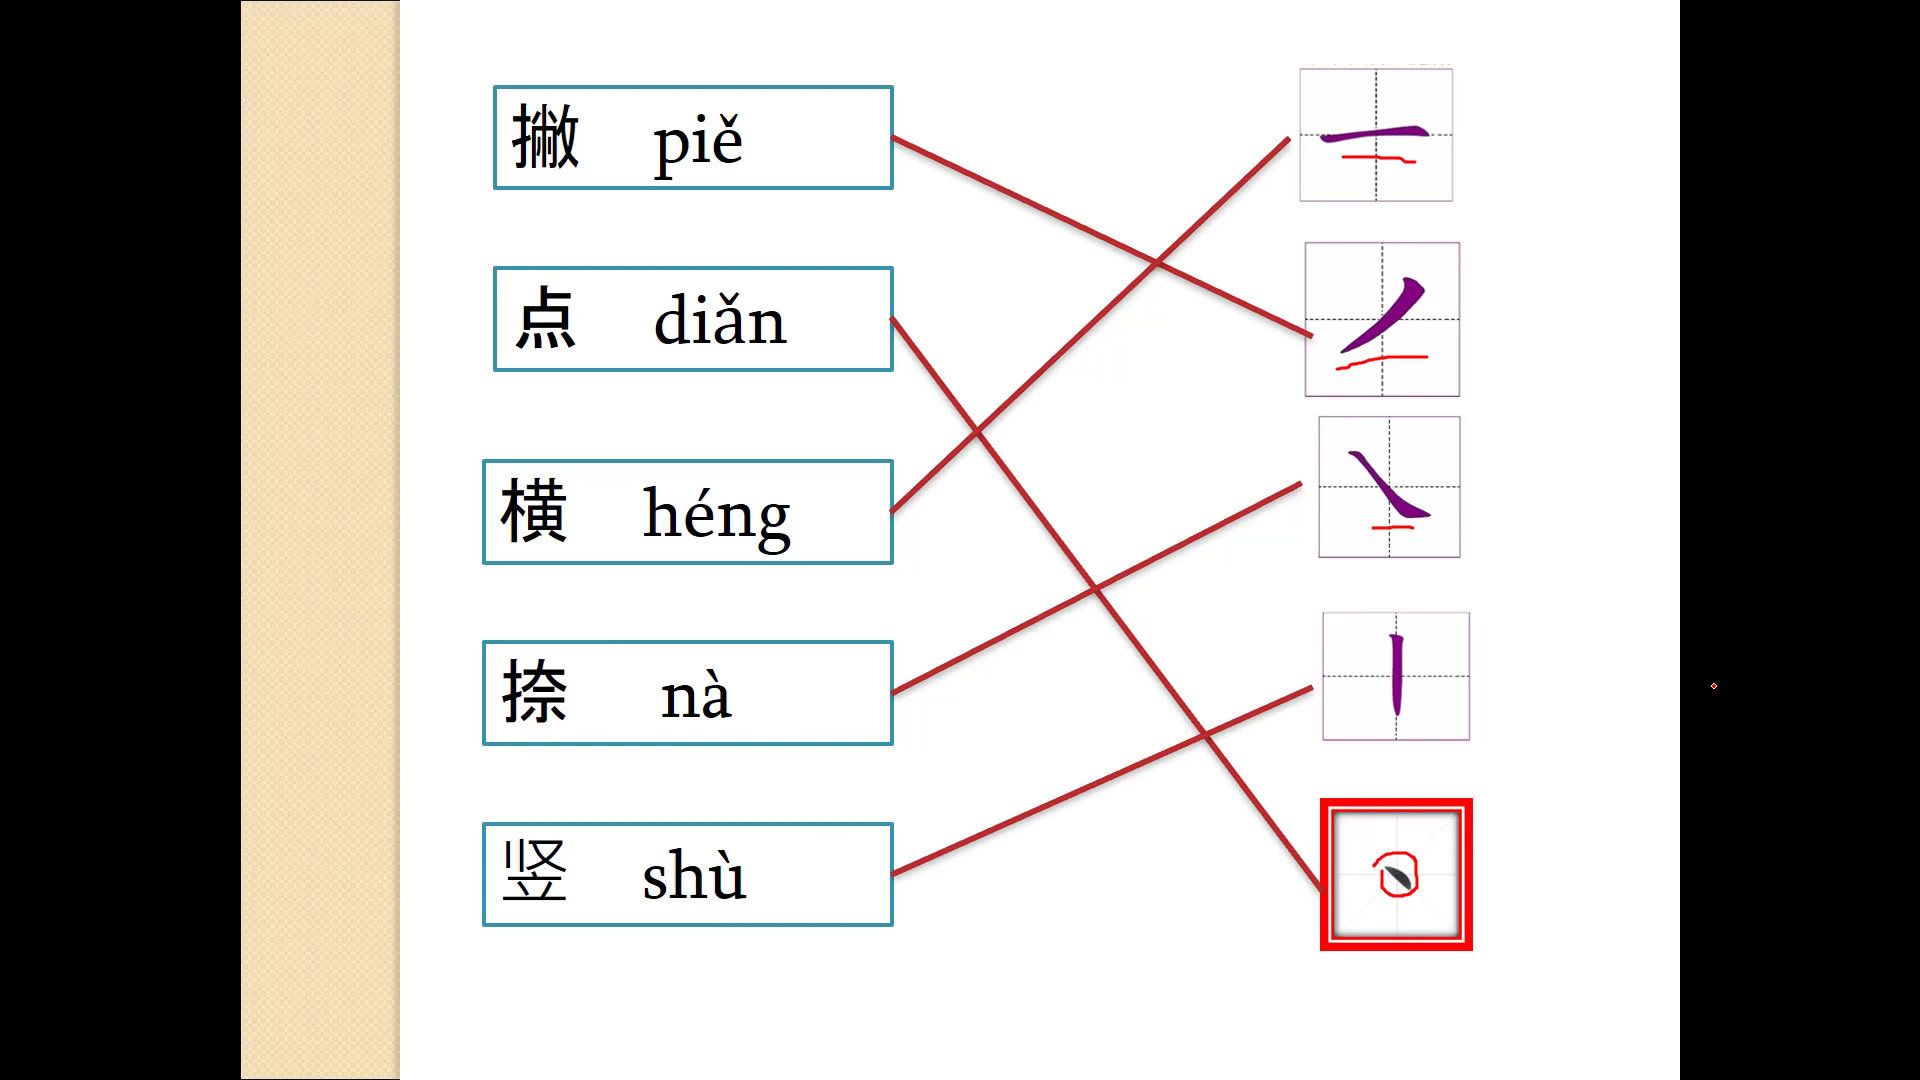 撇 piě
点 diǎn
横 héng
捺 nà
竖 shù